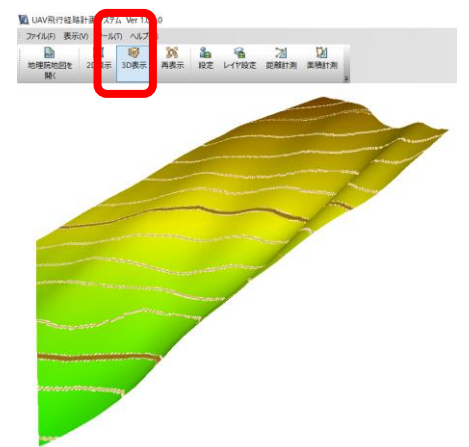 UAV飛行経路計画システム Ver 1.0.0
ファイル(F) 表示(V) ツール(T) ヘルプ
地理院地図を開く 2D表示 3D表示 再表示 設定 レイヤ設定 距離計測 面積計測